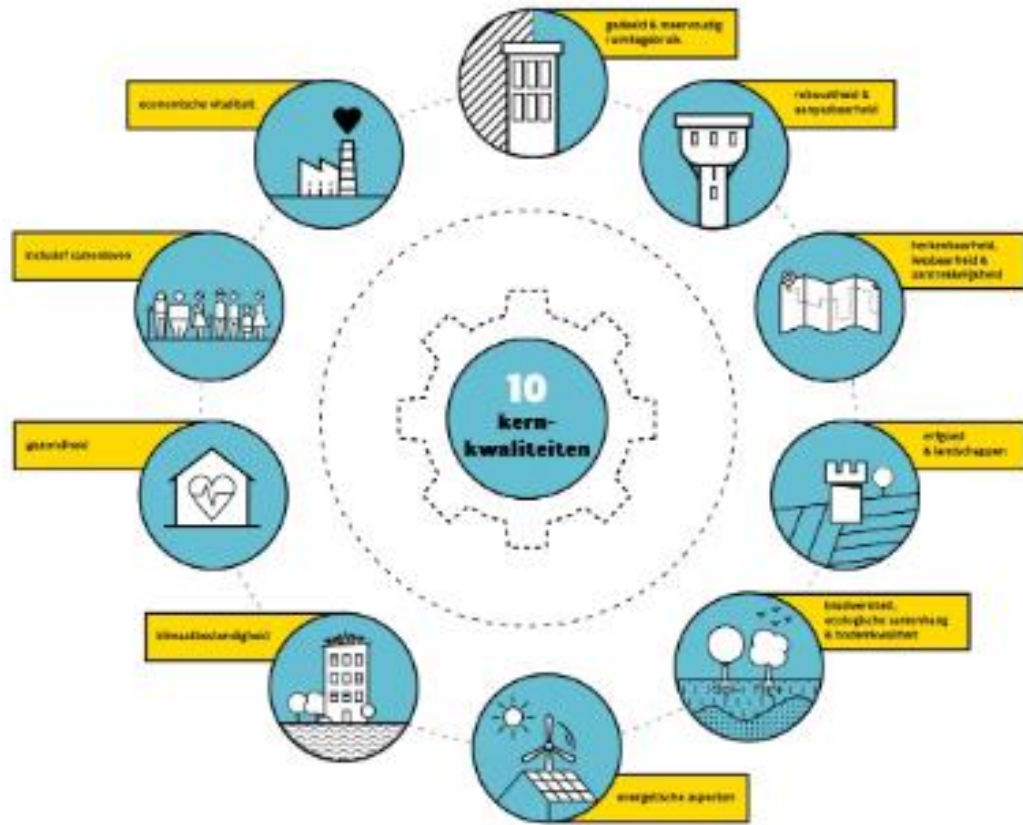 gedeeld & meervoudig
ruimtegebruik
robuustheid &
aanpasbaarheid
herkenbaarheid,
leesbaarheid &
aantrekkelijkheid
erfgoed
& landschappen
biodiversiteit,
ecologische samenhang
& bodemkwaliteit
energetische aspecten
klimaatbestendigheid
gezondheid
inclusief samenleven
economische vitaliteit
10
kern-
kwaliteiten